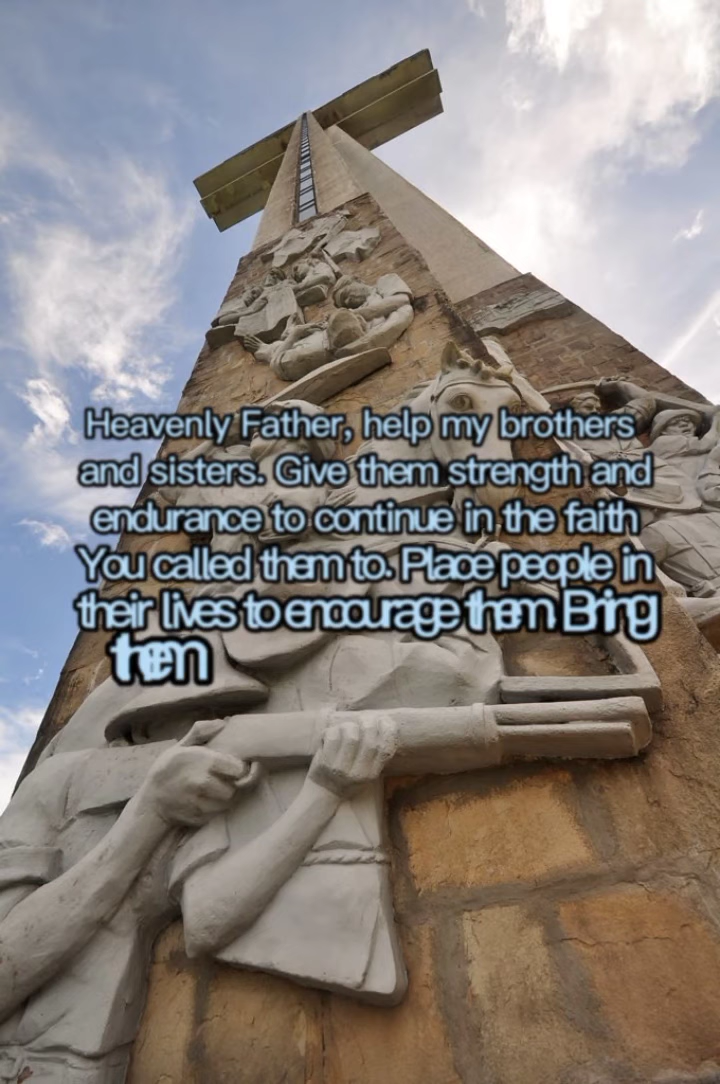 Heavenly Father, help my brothers
and sisters. Give them strength and
endurance to continue in the faith
You called them to. Place people in
their lives to encourage them. Bring
them